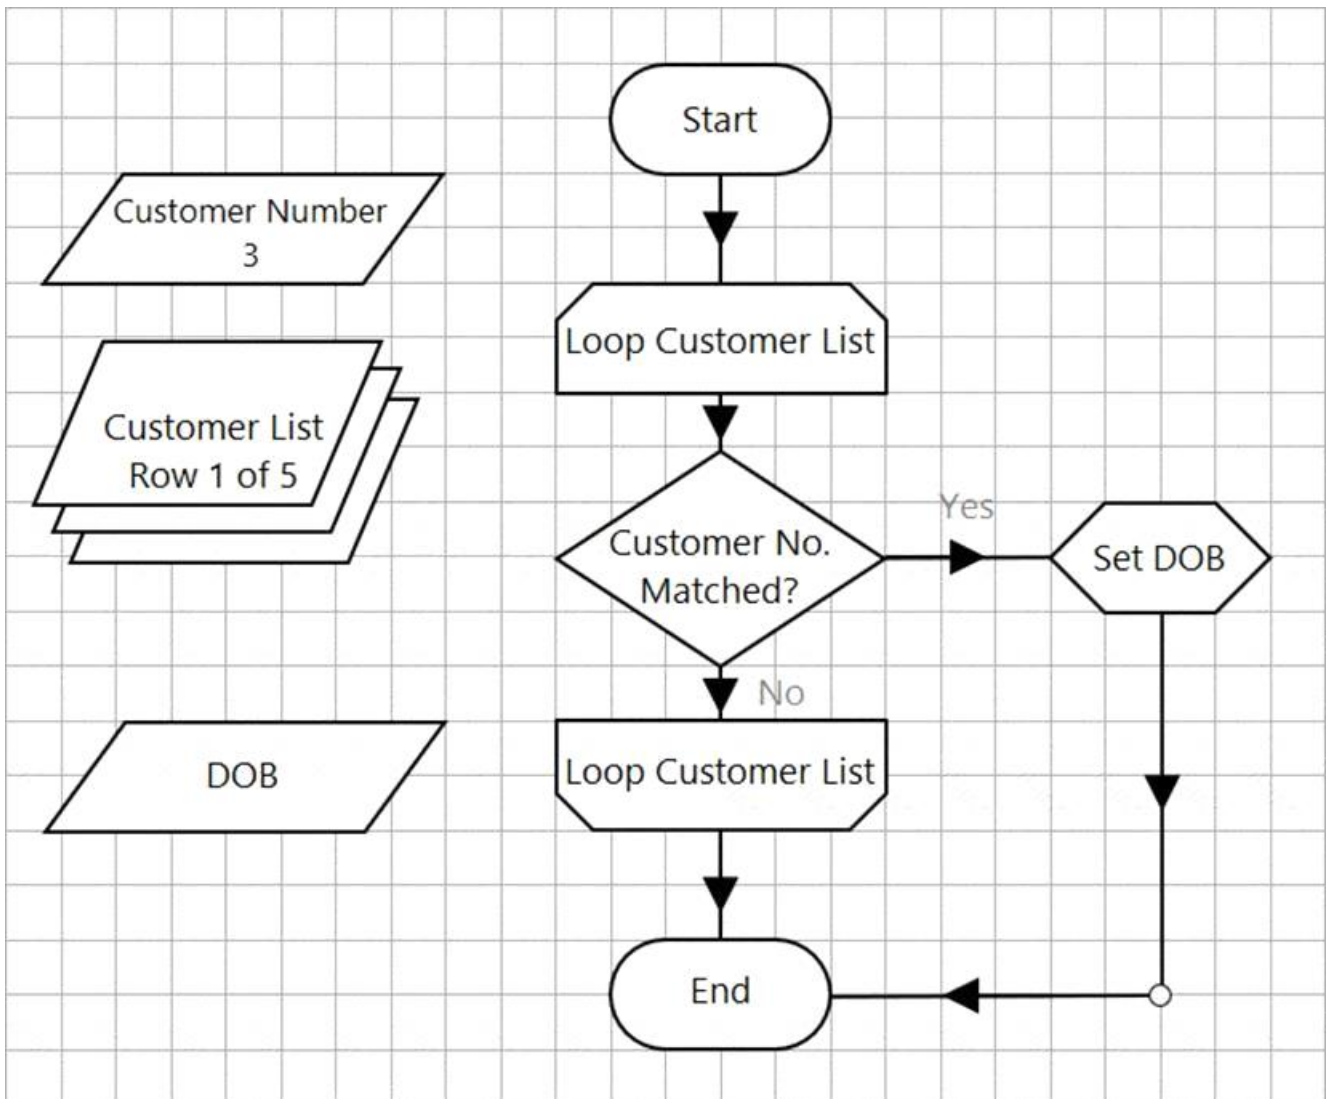 Start
Customer Number
3
Loop Customer List
Customer List
Row 1 of 5
Yes
Customer No.
Matched?
Set DOB
No
DOB
Loop Customer List
End